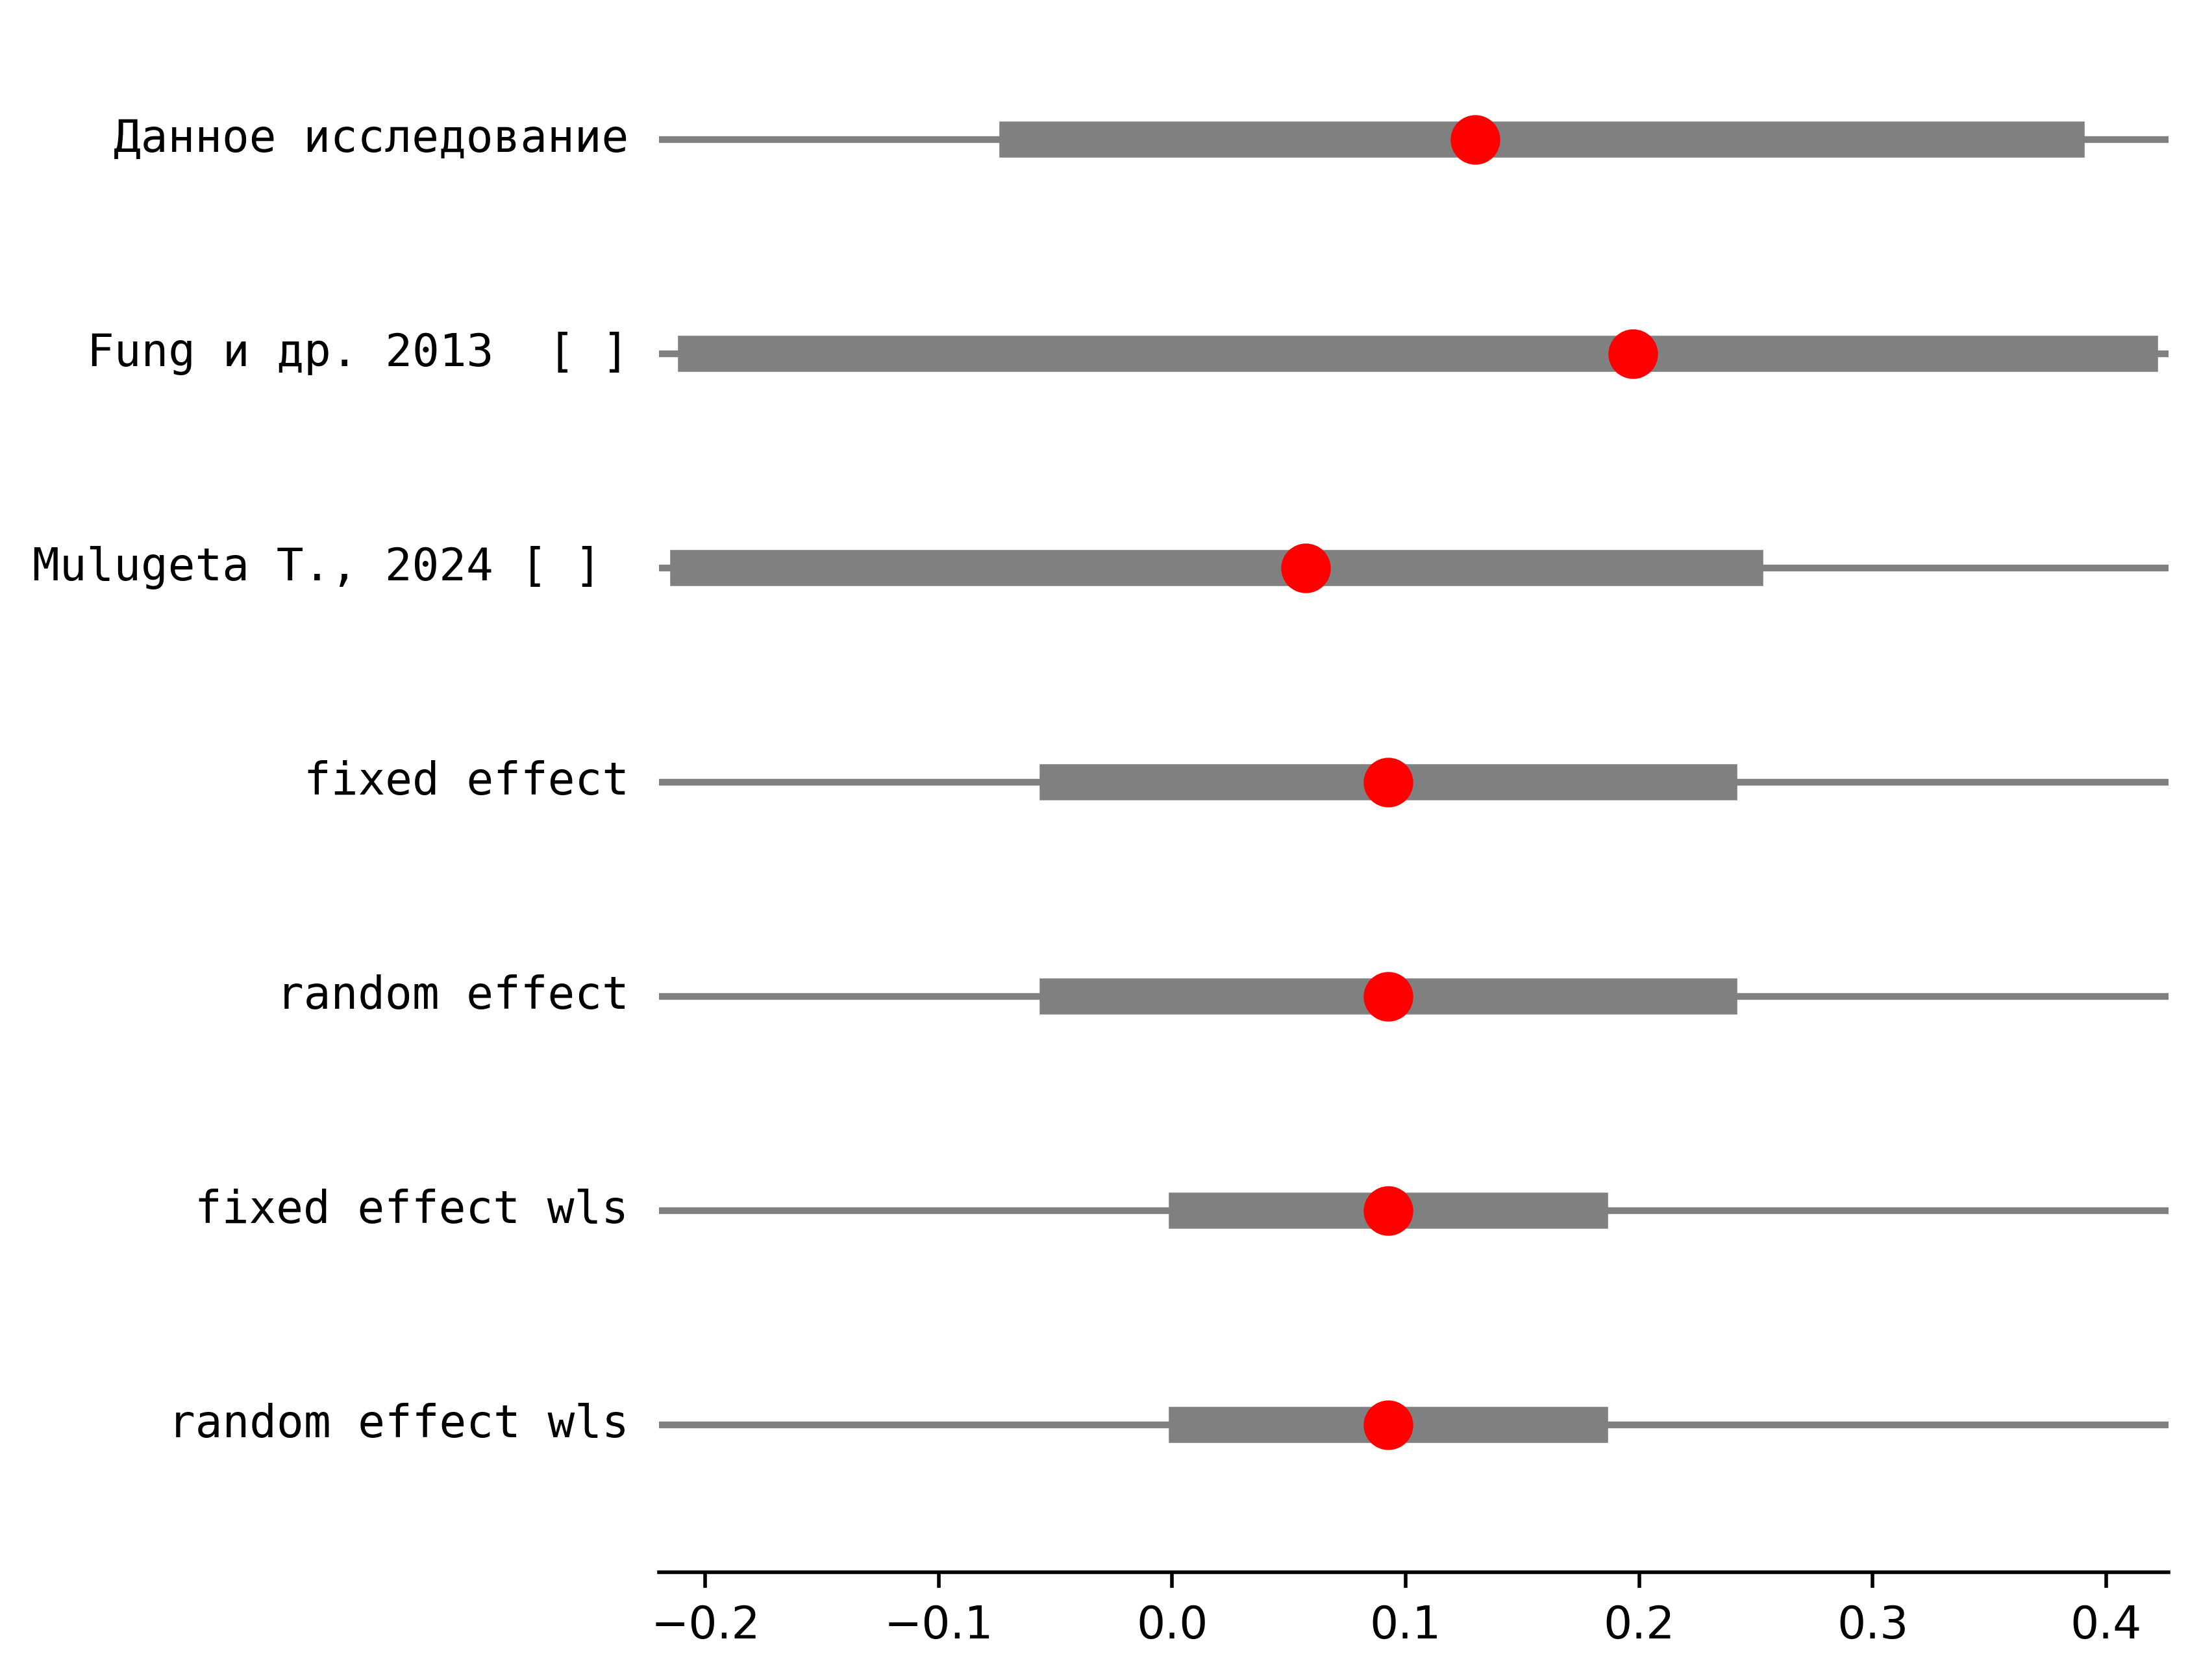 Данное исследование
Fung и др. 2013  [ ]
Mulugeta T., 2024 [ ]
fixed effect
random effect
fixed effect wls
random effect wls
−0.2 −0.1 0.0 0.1 0.2 0.3 0.4